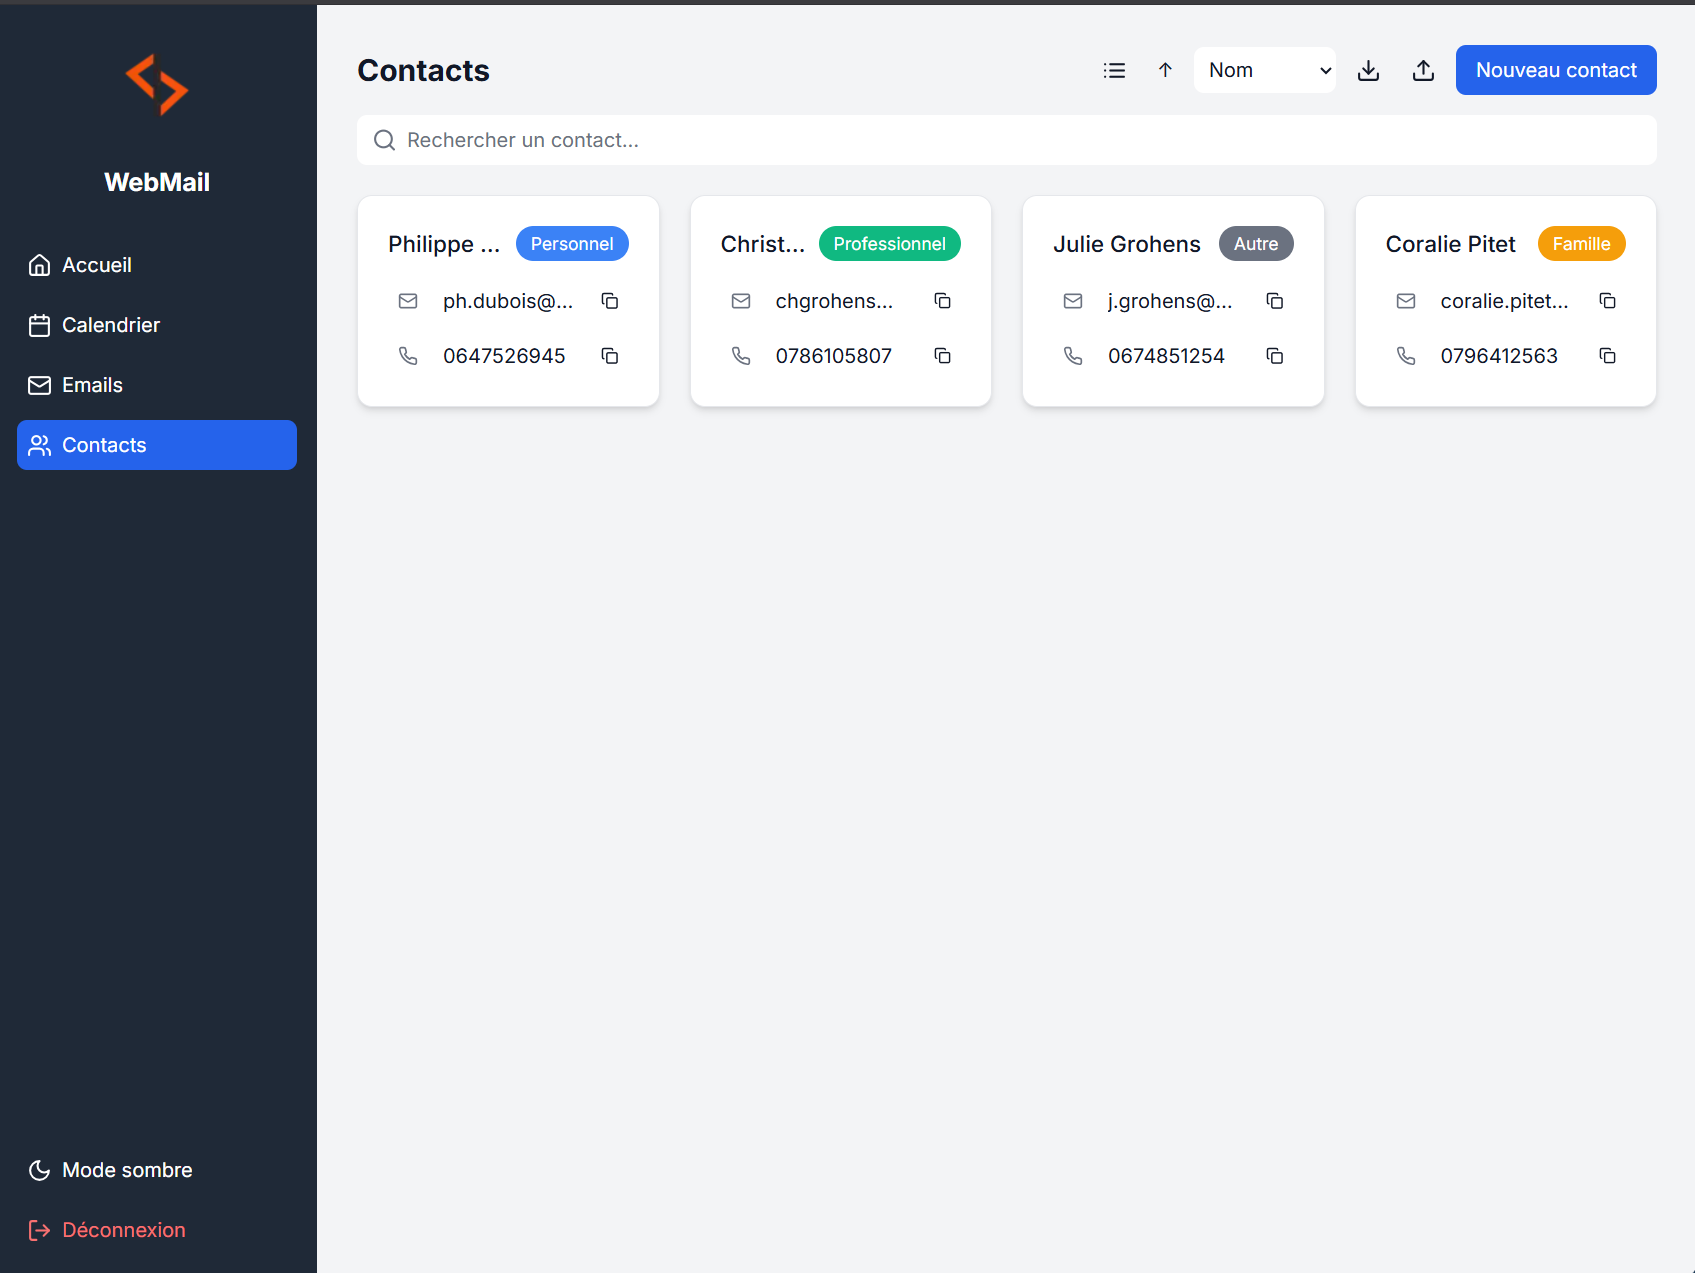 WebMail
Accueil
Calendrier
Emails
Contacts
Mode sombre
Déconnexion
Contacts
Nom
Nouveau contact
Rechercher un contact...
Philippe ...
Personnel
ph.dubois@...
0647526945
Christ...
Professionnel
chgrohens...
0786105807
Julie Grohens
Autre
j.grohens@...
0674851254
Coralie Pitet
Famille
coralie.pitet...
0796412563